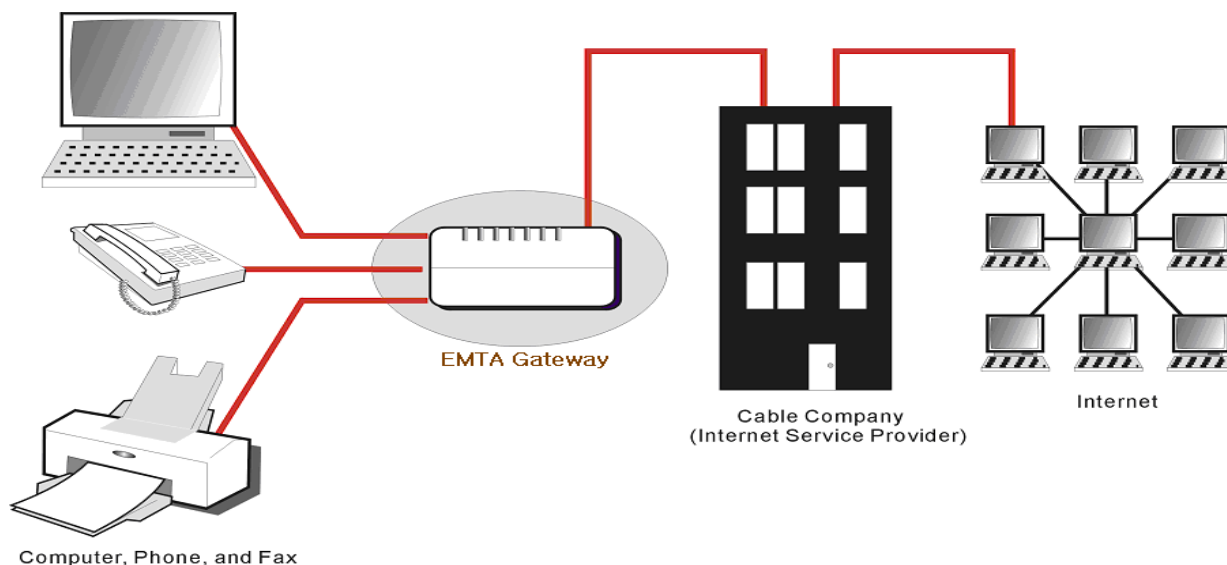 EMTA Gateway
Cable Company
(Internet Service Provider)
Internet
Computer, Phone, and Fax